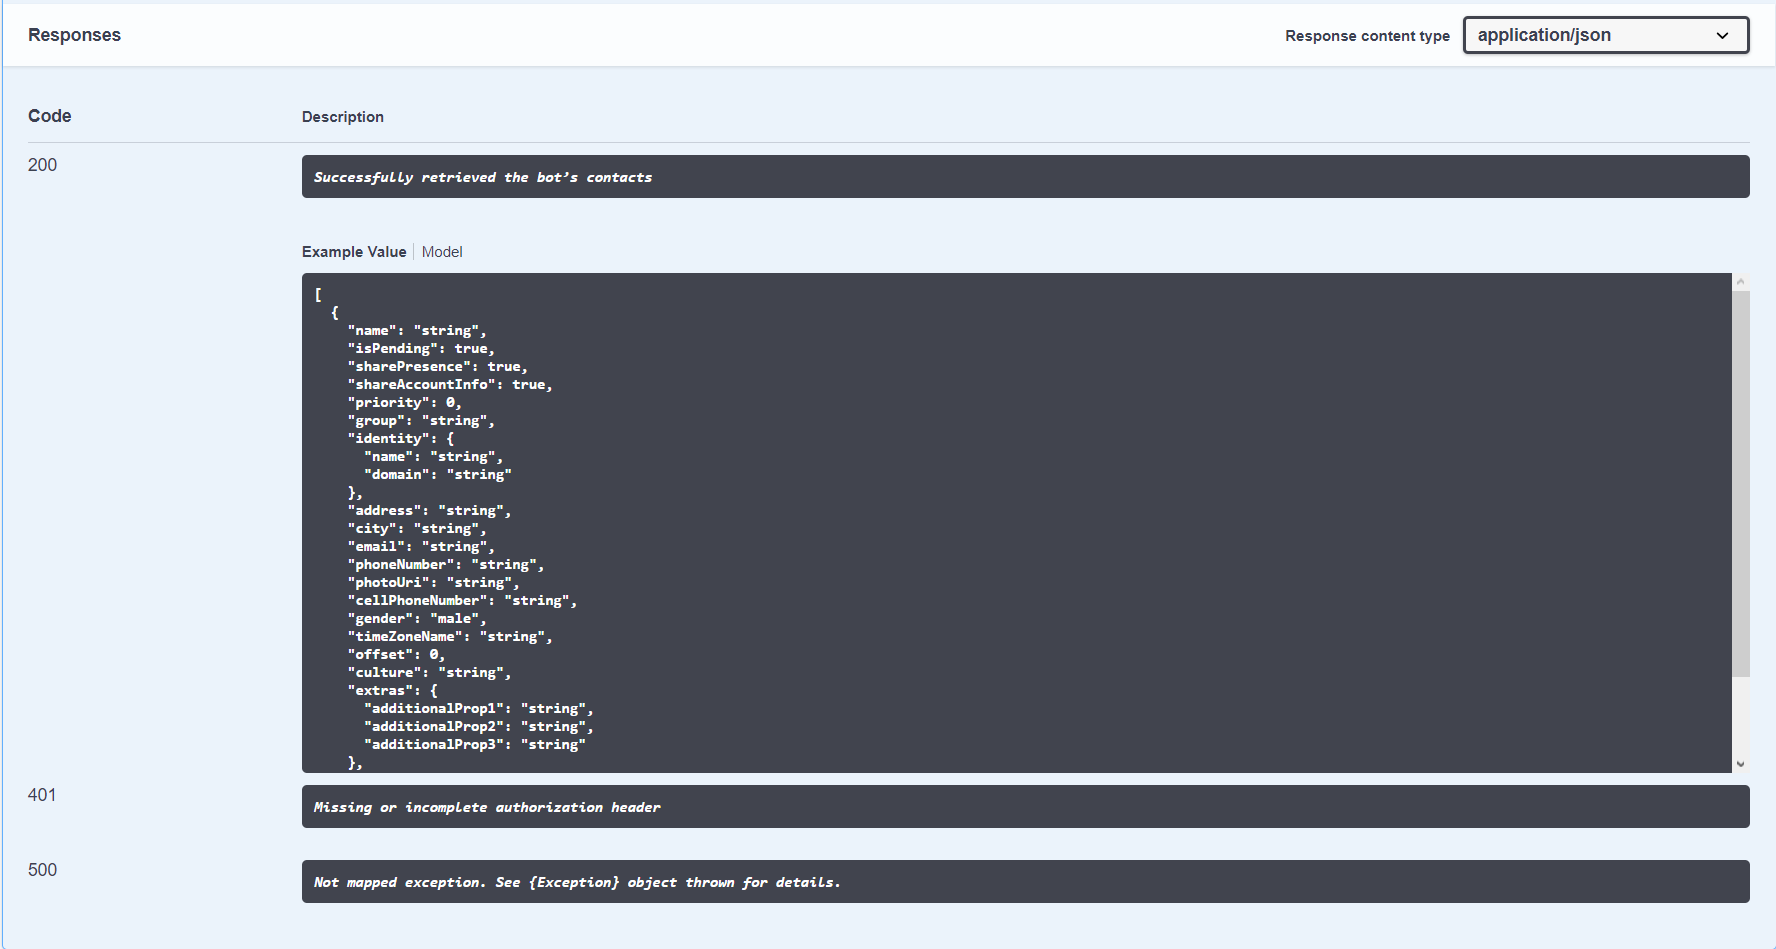 Responses
Response content type application/json
Code Description
200 Successfully retrieved the bot’s contacts
Example Value Model
[
  {
    "name": "string",
    "isPending": true,
    "sharePresence": true,
    "shareAccountInfo": true,
    "priority": 0,
    "group": "string",
    "identity": {
      "name": "string",
      "domain": "string"
    },
    "address": "string",
    "city": "string",
    "email": "string",
    "phoneNumber": "string",
    "photoUri": "string",
    "cellPhoneNumber": "string",
    "gender": "male",
    "timeZoneName": "string",
    "offset": 0,
    "culture": "string",
    "extras": {
      "additionalProp1": "string",
      "additionalProp2": "string",
      "additionalProp3": "string"
    },
401 Missing or incomplete authorization header
500 Not mapped exception. See {Exception} object thrown for details.